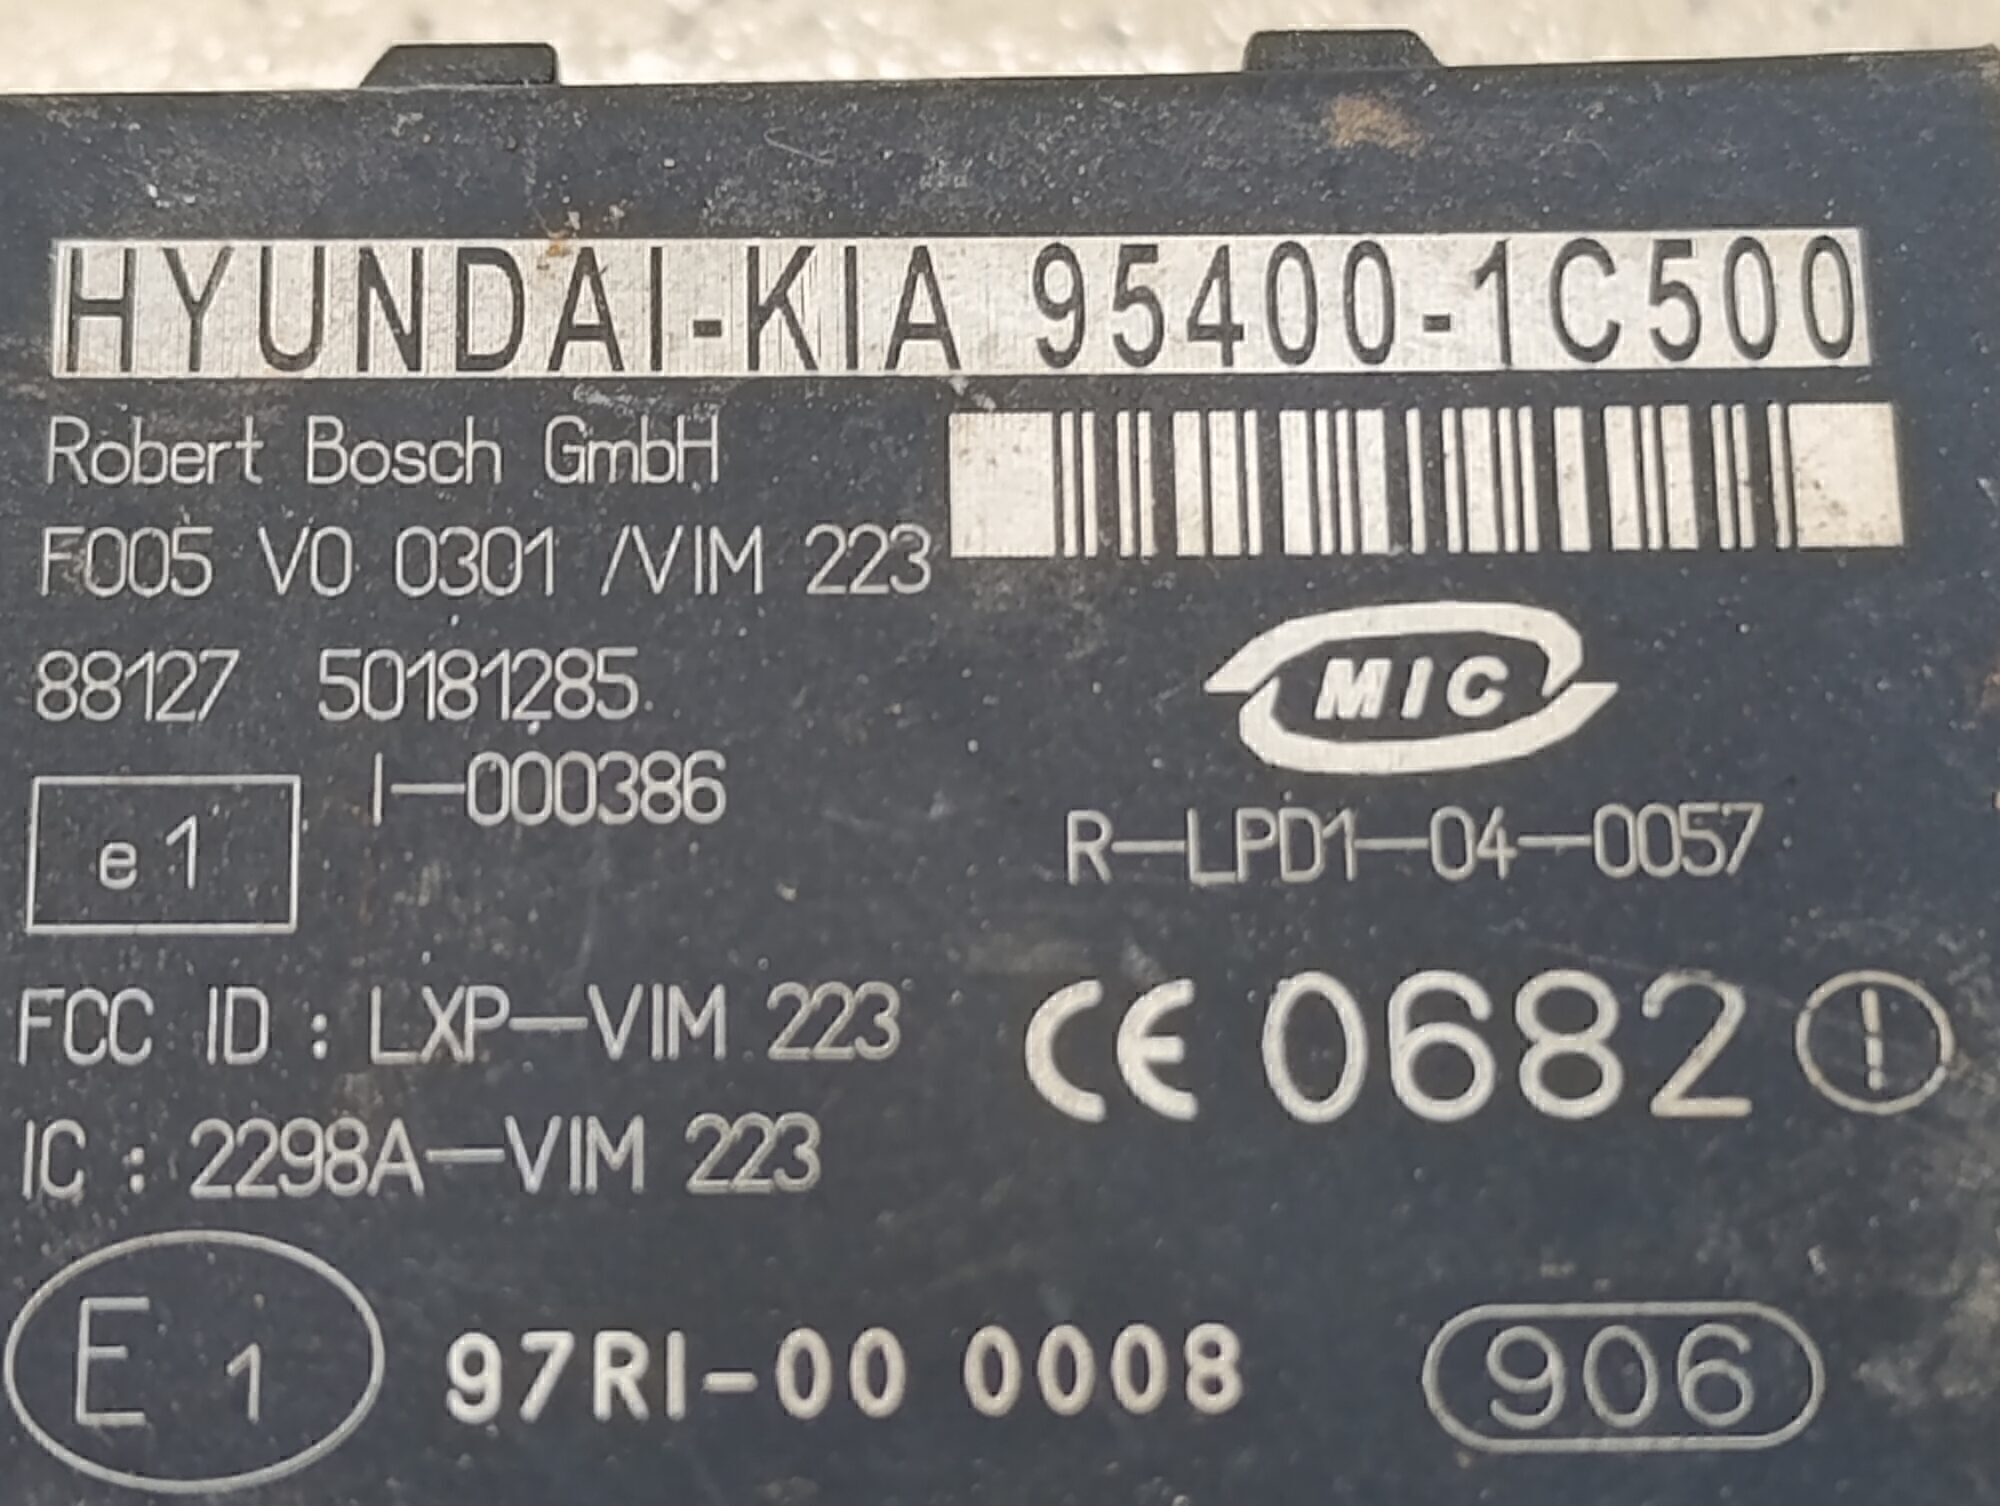 HYUNDAI-KIA 95400-1C500
Robert Bosch GmbH
F005 V0 0301 /VIM 223
88127 50181285
MIC
I-000386
e1
R-LPD1-04-0057
FCC ID : LXP-VIM 223
CE 0682 !
IC : 2298A-VIM 223
E 1
97RI-00 0008
906